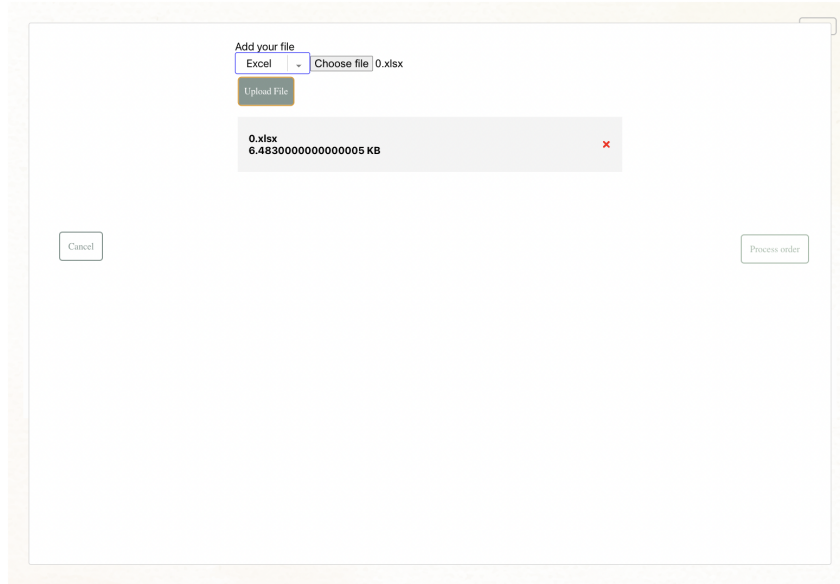 Add your file
Excel Choose file 0.xlsx
Upload File
0.xlsx
6.4830000000000005 KB
Cancel
Process order